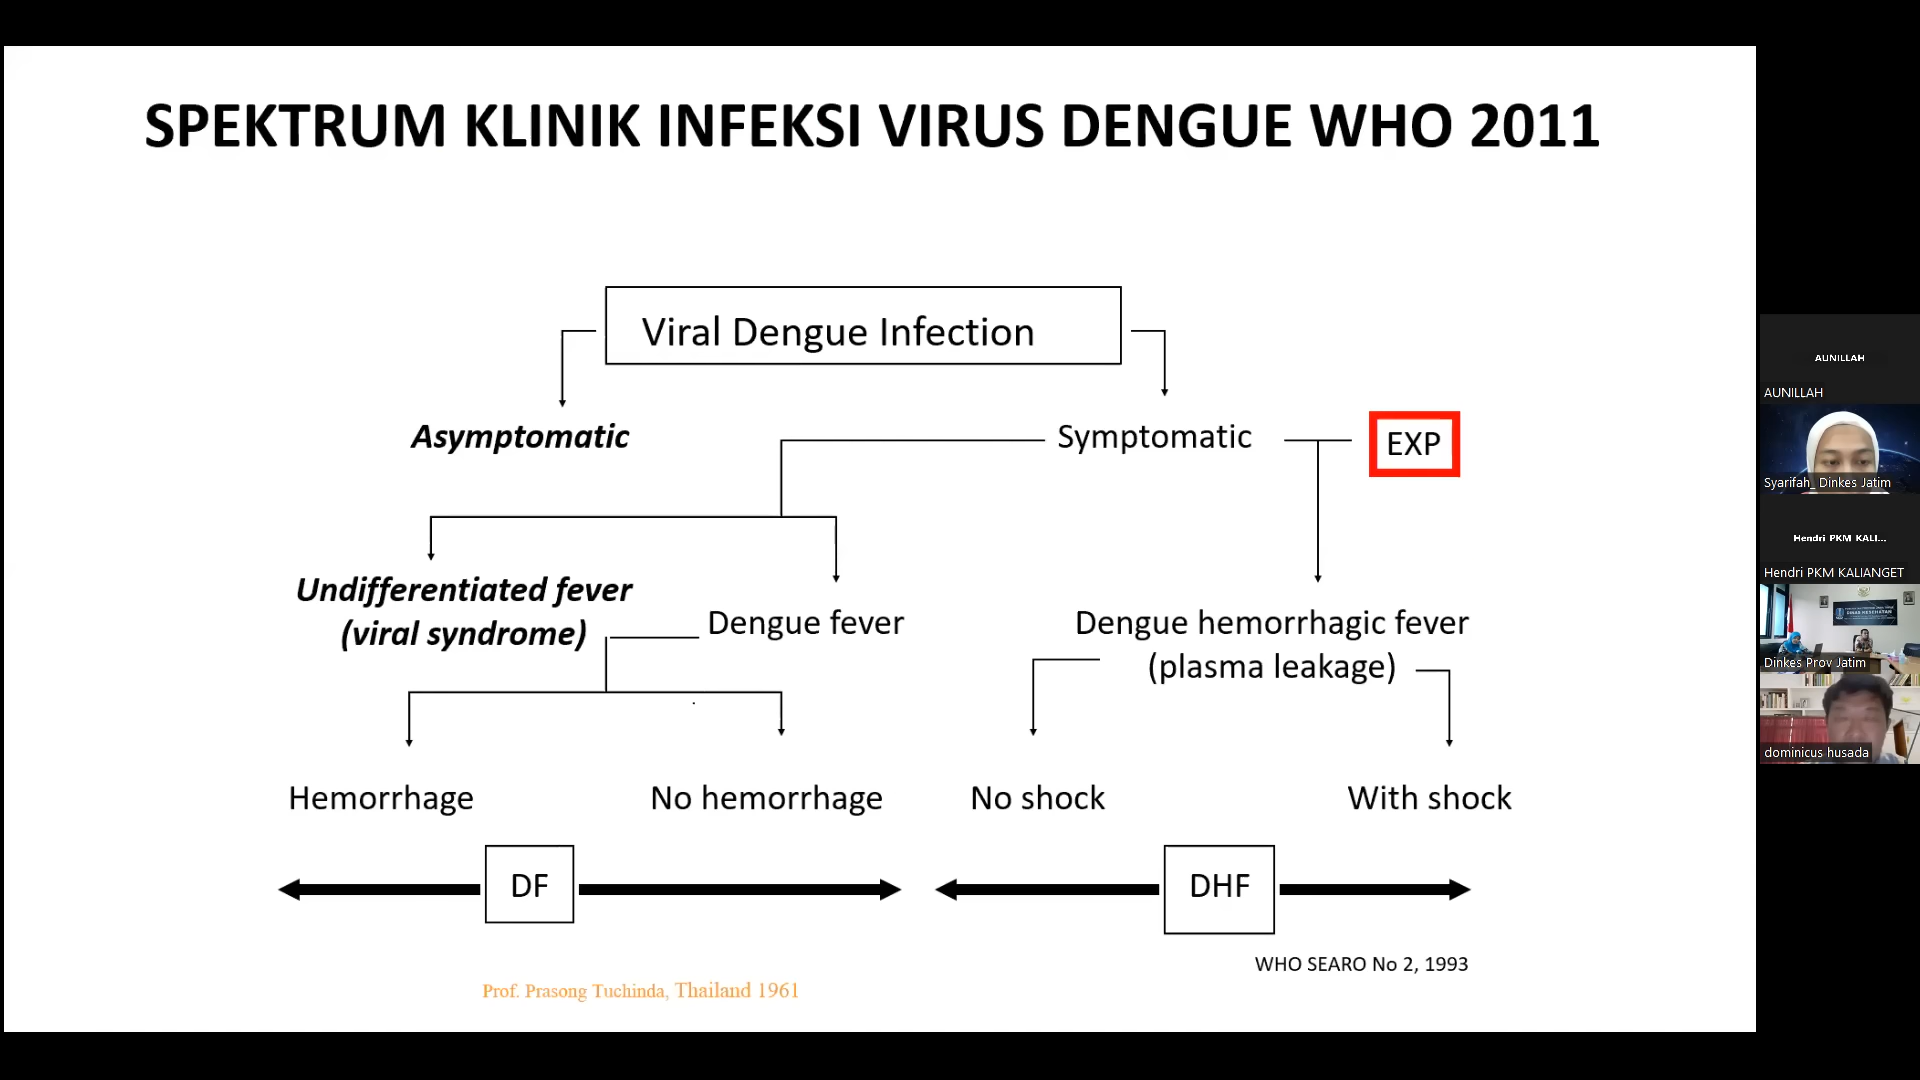 SPEKTRUM KLINIK INFEKSI VIRUS DENGUE WHO 2011
Viral Dengue Infection
Asymptomatic
Symptomatic
EXP
Undifferentiated fever
(viral syndrome)
Dengue fever
Dengue hemorrhagic fever
(plasma leakage)
Hemorrhage
No hemorrhage
No shock
With shock
DF
DHF
WHO SEARO No 2, 1993
Prof. Prasong Tuchinda, Thailand 1961
AUNILLAH
AUNILLAH
Syarifah_ Dinkes Jatim
Hendri PKM KALI...
Hendri PKM KALIANGET
Dinkes Prov Jatim
dominicus husada